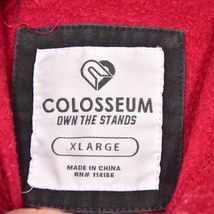 COLOSSEUM
OWN THE STANDS
XLARGE
MADE IN CHINA
RN# 114166